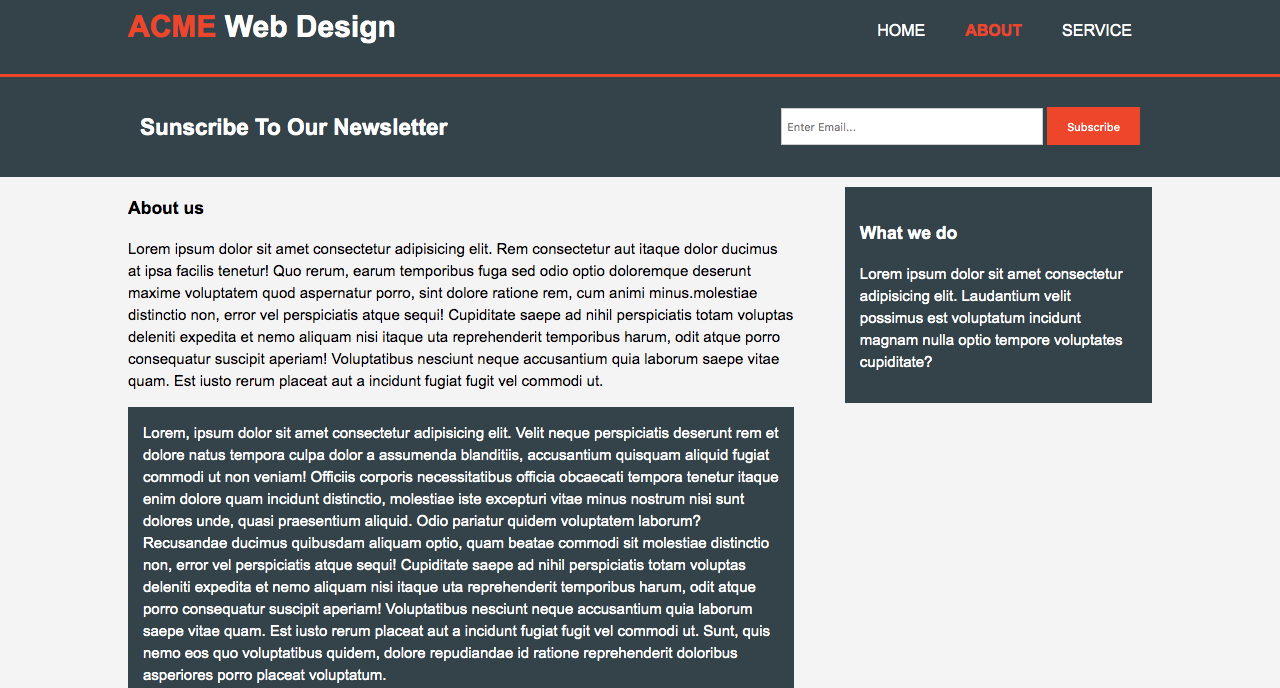 ACME Web Design
HOME ABOUT SERVICE
Sunscribe To Our Newsletter
Enter Email...
Subscribe
About us
Lorem ipsum dolor sit amet consectetur adipisicing elit. Rem consectetur aut itaque dolor ducimus
at ipsa facilis tenetur! Quo rerum, earum temporibus fuga sed odio optio doloremque deserunt
maxime voluptatem quod aspernatur porro, sint dolore ratione rem, cum animi minus.molestiae
distinctio non, error vel perspiciatis atque sequi! Cupiditate saepe ad nihil perspiciatis totam voluptas
deleniti expedita et nemo aliquam nisi itaque uta reprehenderit temporibus harum, odit atque porro
consequatur suscipit aperiam! Voluptatibus nesciunt neque accusantium quia laborum saepe vitae
quam. Est iusto rerum placeat aut a incidunt fugiat fugit vel commodi ut.
Lorem, ipsum dolor sit amet consectetur adipisicing elit. Velit neque perspiciatis deserunt rem et
dolore natus tempora culpa dolor a assumenda blanditiis, accusantium quisquam aliquid fugiat
commodi ut non veniam! Officiis corporis necessitatibus officia obcaecati tempora tenetur itaque
enim dolore quam incidunt distinctio, molestiae iste excepturi vitae minus nostrum nisi sunt
dolores unde, quasi praesentium aliquid. Odio pariatur quidem voluptatem laborum?
Recusandae ducimus quibusdam aliquam optio, quam beatae commodi sit molestiae distinctio
non, error vel perspiciatis atque sequi! Cupiditate saepe ad nihil perspiciatis totam voluptas
deleniti expedita et nemo aliquam nisi itaque uta reprehenderit temporibus harum, odit atque
porro consequatur suscipit aperiam! Voluptatibus nesciunt neque accusantium quia laborum
saepe vitae quam. Est iusto rerum placeat aut a incidunt fugiat fugit vel commodi ut. Sunt, quis
nemo eos quo voluptatibus quidem, dolore repudiandae id ratione reprehenderit doloribus
asperiores porro placeat voluptatum.
What we do
Lorem ipsum dolor sit amet consectetur
adipisicing elit. Laudantium velit
possimus est voluptatum incidunt
magnam nulla optio tempore voluptates
cupiditate?